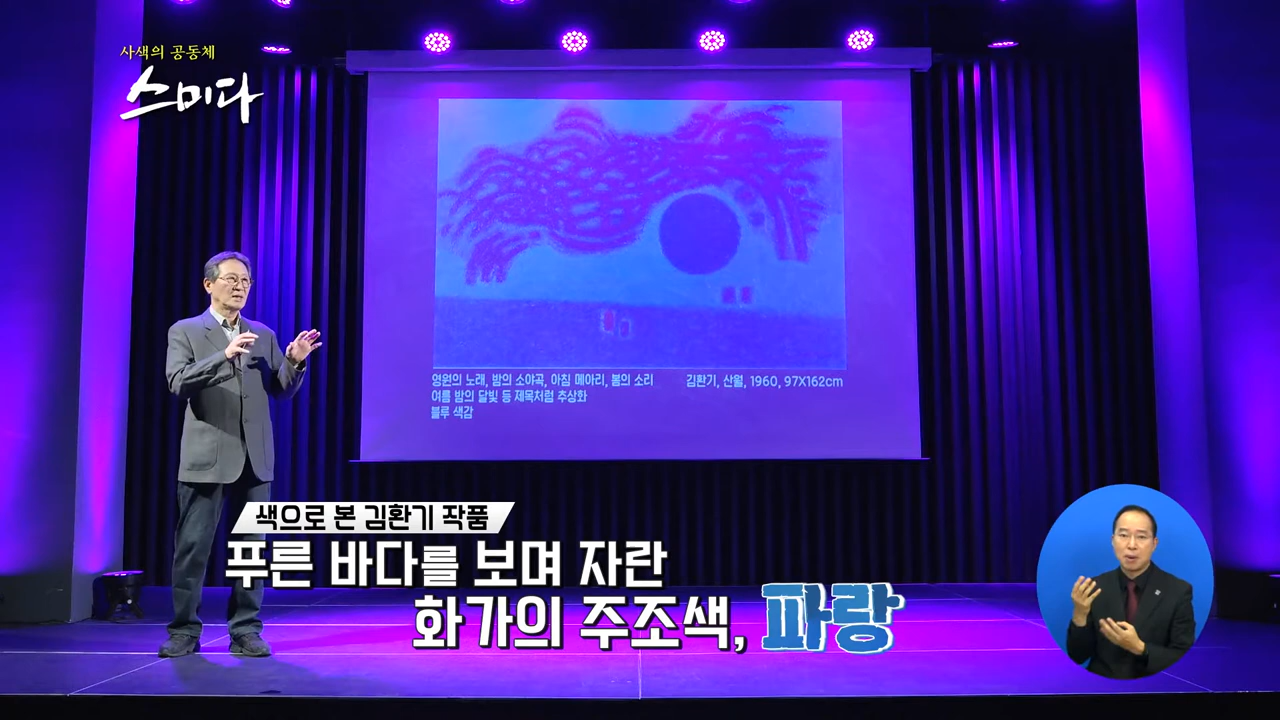 사색의 공동체
스미다
영원의 노래, 밤의 소야곡, 아침 메아리, 봄의 소리
여름 밤의 달빛 등 제목처럼 추상화
블루 색감
김환기, 산월, 1960, 97X162cm
색으로 본 김환기 작품
푸른 바다를 보며 자란
화가의 주조색, 파랑